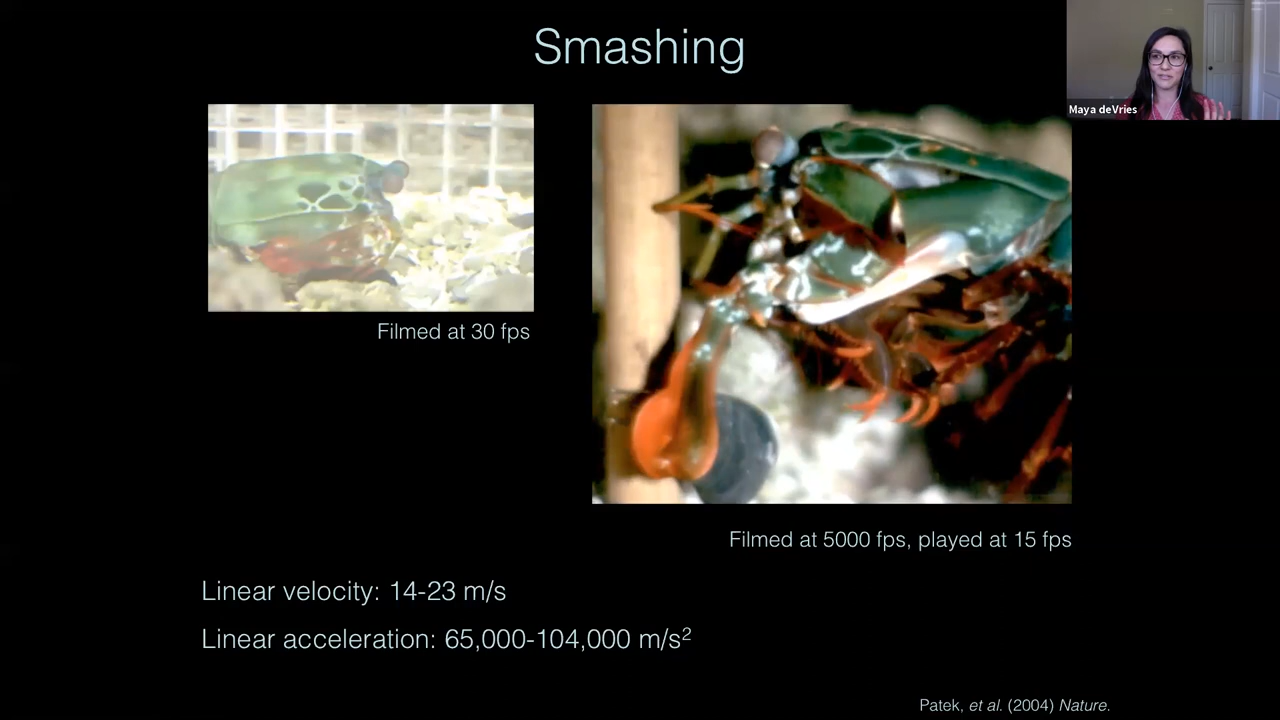 Smashing
Maya deVries
Filmed at 30 fps
Filmed at 5000 fps, played at 15 fps
Linear velocity: 14-23 m/s
Linear acceleration: 65,000-104,000 m/s²
Patek, et al. (2004) Nature.